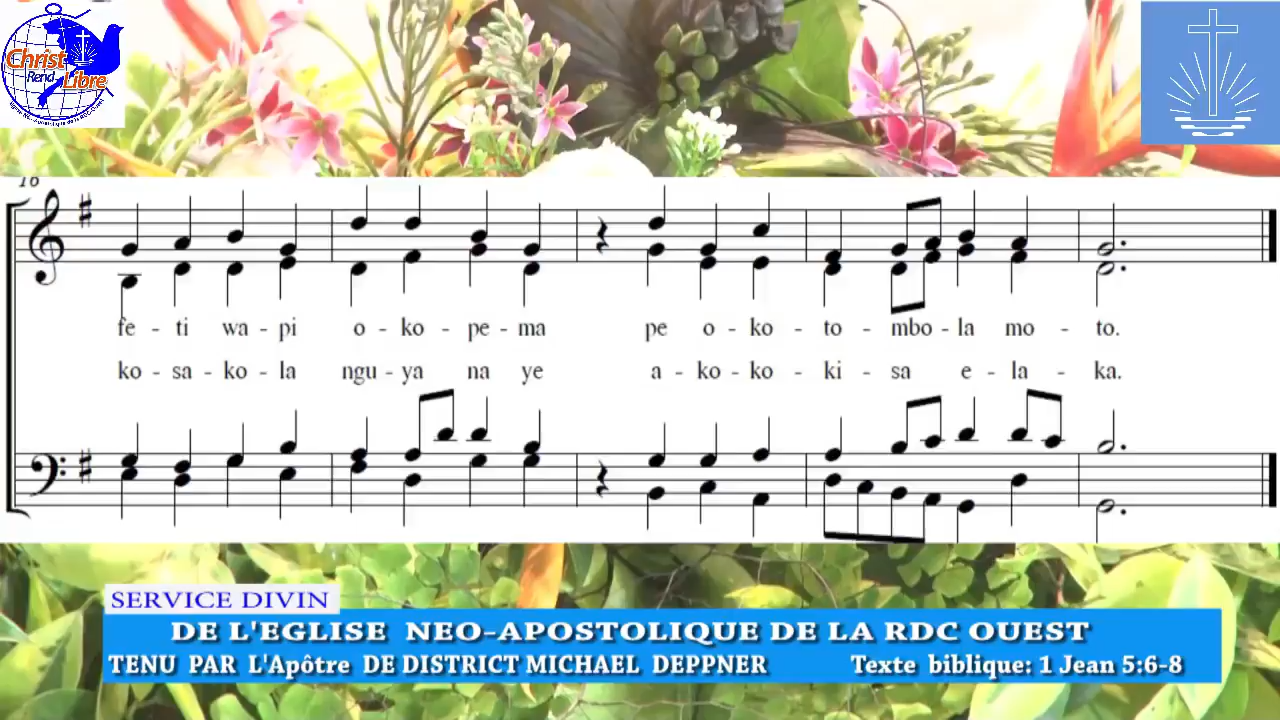 Christ
Rend
Libre
16
fe - ti wa - pi o - ko - pe - ma pe o - ko - to - mbo - la mo - to.
ko - sa - ko - la ngu - ya na ye a - ko - ko - ki - sa e - la - ka.
SERVICE DIVIN
DE L'EGLISE NEO-APOSTOLIQUE DE LA RDC OUEST
TENU PAR L'Apôtre DE DISTRICT MICHAEL DEPPNER Texte biblique: 1 Jean 5:6-8